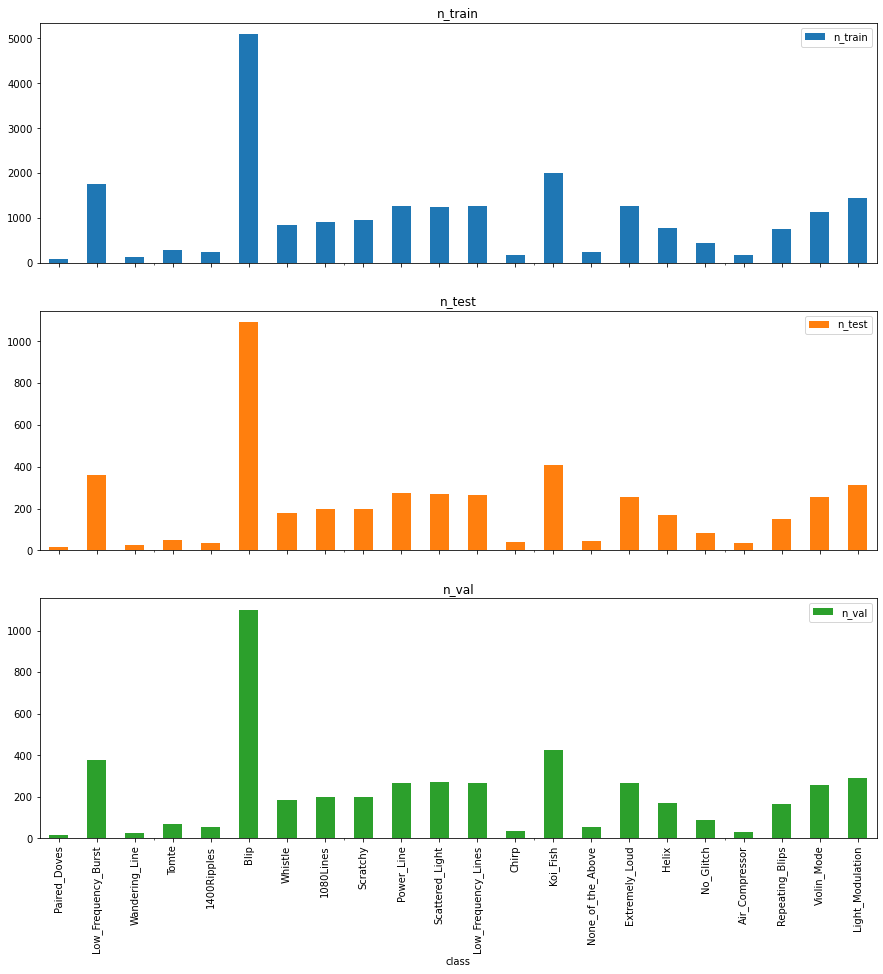 n_train
n_train
5000
4000
3000
2000
1000
0
n_test
n_test
1000
800
600
400
200
0
n_val
n_val
1000
800
600
400
200
0
Paired_Doves
Low_Frequency_Burst
Wandering_Line
Tomte
1400Ripples
Blip
Whistle
1080Lines
Scratchy
Power_Line
Scattered_Light
Low_Frequency_Lines
Chirp
Koi_Fish
None_of_the_Above
Extremely_Loud
Helix
No_Glitch
Air_Compressor
Repeating_Blips
Violin_Mode
Light_Modulation
class